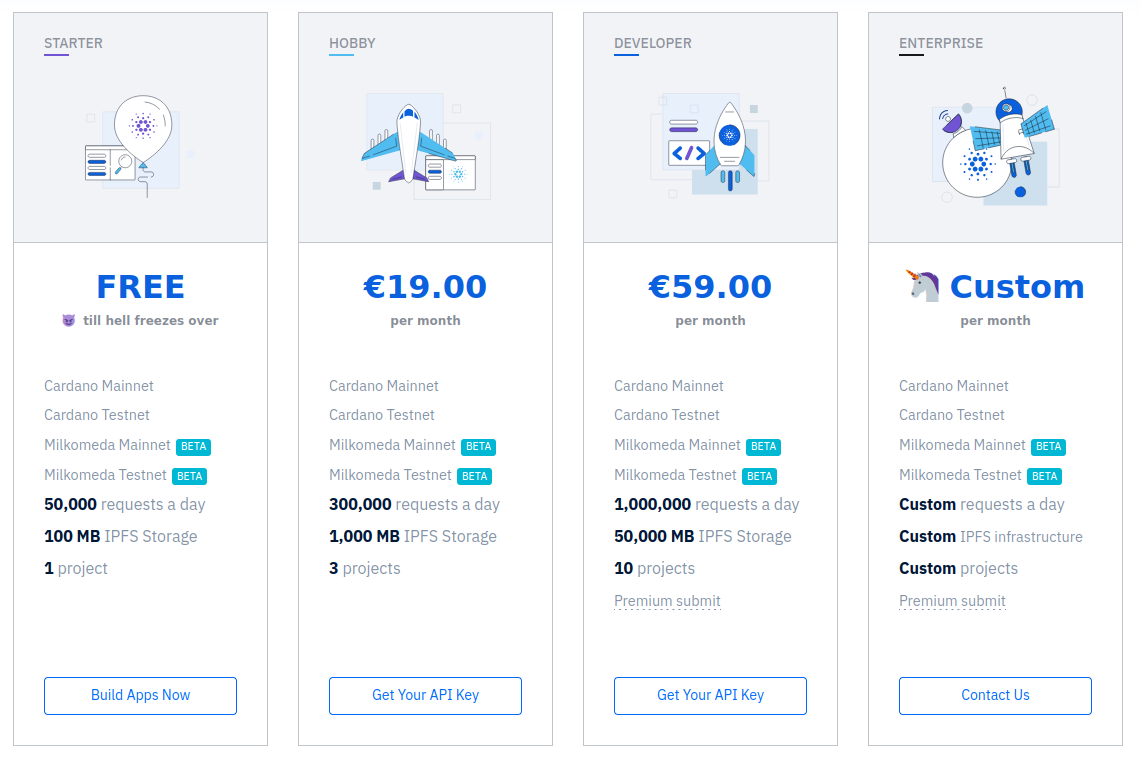 STARTER
FREE
😈 till hell freezes over
Cardano Mainnet
Cardano Testnet
Milkomeda Mainnet BETA
Milkomeda Testnet BETA
50,000 requests a day
100 MB IPFS Storage
1 project
Build Apps Now
HOBBY
€19.00
per month
Cardano Mainnet
Cardano Testnet
Milkomeda Mainnet BETA
Milkomeda Testnet BETA
300,000 requests a day
1,000 MB IPFS Storage
3 projects
Get Your API Key
DEVELOPER
€59.00
per month
Cardano Mainnet
Cardano Testnet
Milkomeda Mainnet BETA
Milkomeda Testnet BETA
1,000,000 requests a day
50,000 MB IPFS Storage
10 projects
Premium submit
Get Your API Key
ENTERPRISE
🦄 Custom
per month
Cardano Mainnet
Cardano Testnet
Milkomeda Mainnet BETA
Milkomeda Testnet BETA
Custom requests a day
Custom IPFS infrastructure
Custom projects
Premium submit
Contact Us